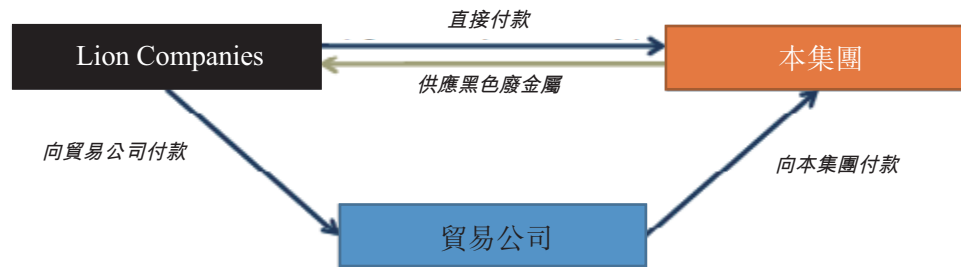 直接付款
Lion Companies
本集團
供應黑色廢金屬
向貿易公司付款
向本集團付款
貿易公司